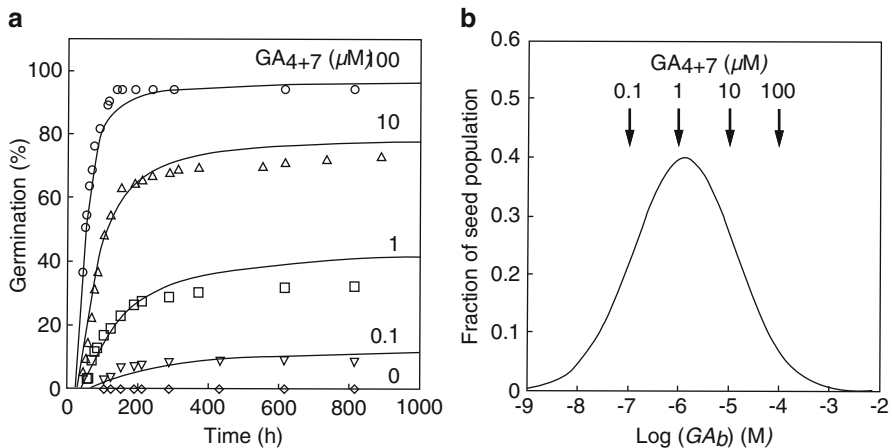 a
GA4+7 (μM)
100
100
80
60
40
20
0
10
1
0.1
0
Germination (%)
0 200 400 600 800 1000
Time (h)
b
0.6
0.5
0.4
0.3
0.2
0.1
0
GA4+7 (μM)
0.1 1 10 100
Fraction of seed population
-9 -8 -7 -6 -5 -4 -3 -2
Log (GAb) (M)